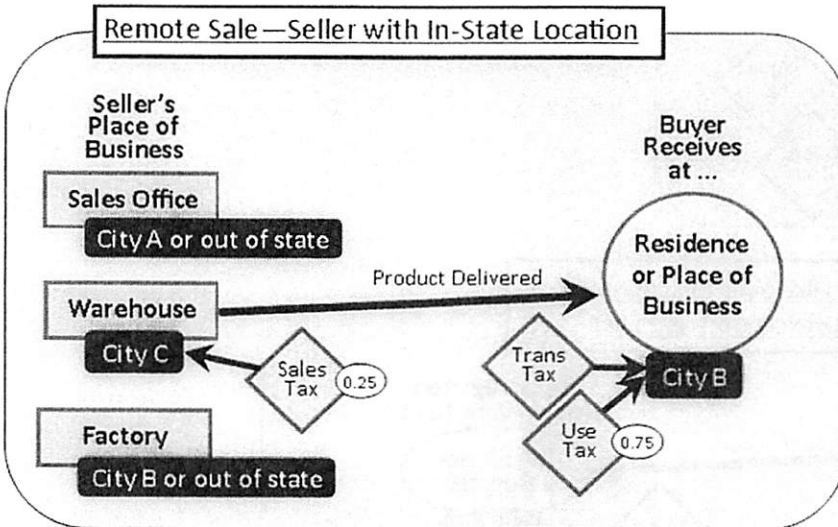 Remote Sale—Seller with In-State Location
Seller's
Place of
Business
Sales Office
City A or out of state
Warehouse
City C
Factory
City B or out of state
Product Delivered
Sales
Tax
0.25
Trans
Tax
Use
Tax
0.75
Buyer
Receives
at ...
Residence
or Place of
Business
City B